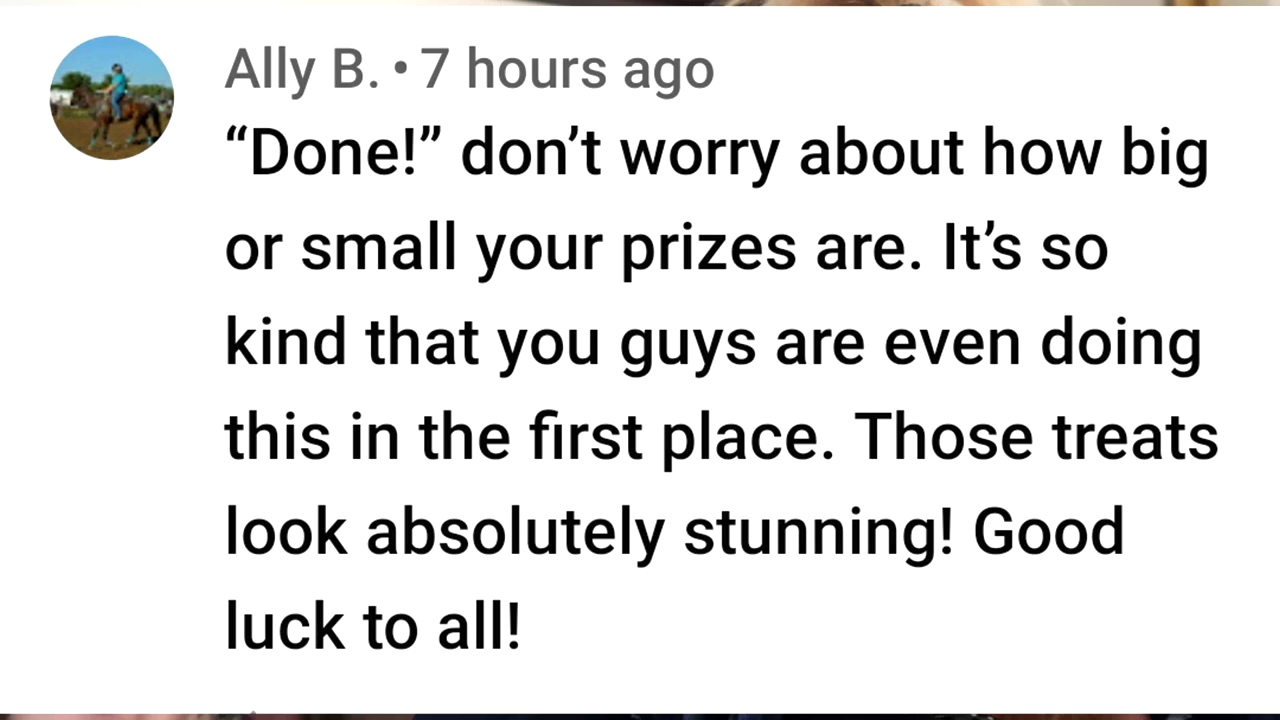 Ally B. • 7 hours ago
“Done!” don’t worry about how big
or small your prizes are. It’s so
kind that you guys are even doing
this in the first place. Those treats
look absolutely stunning! Good
luck to all!